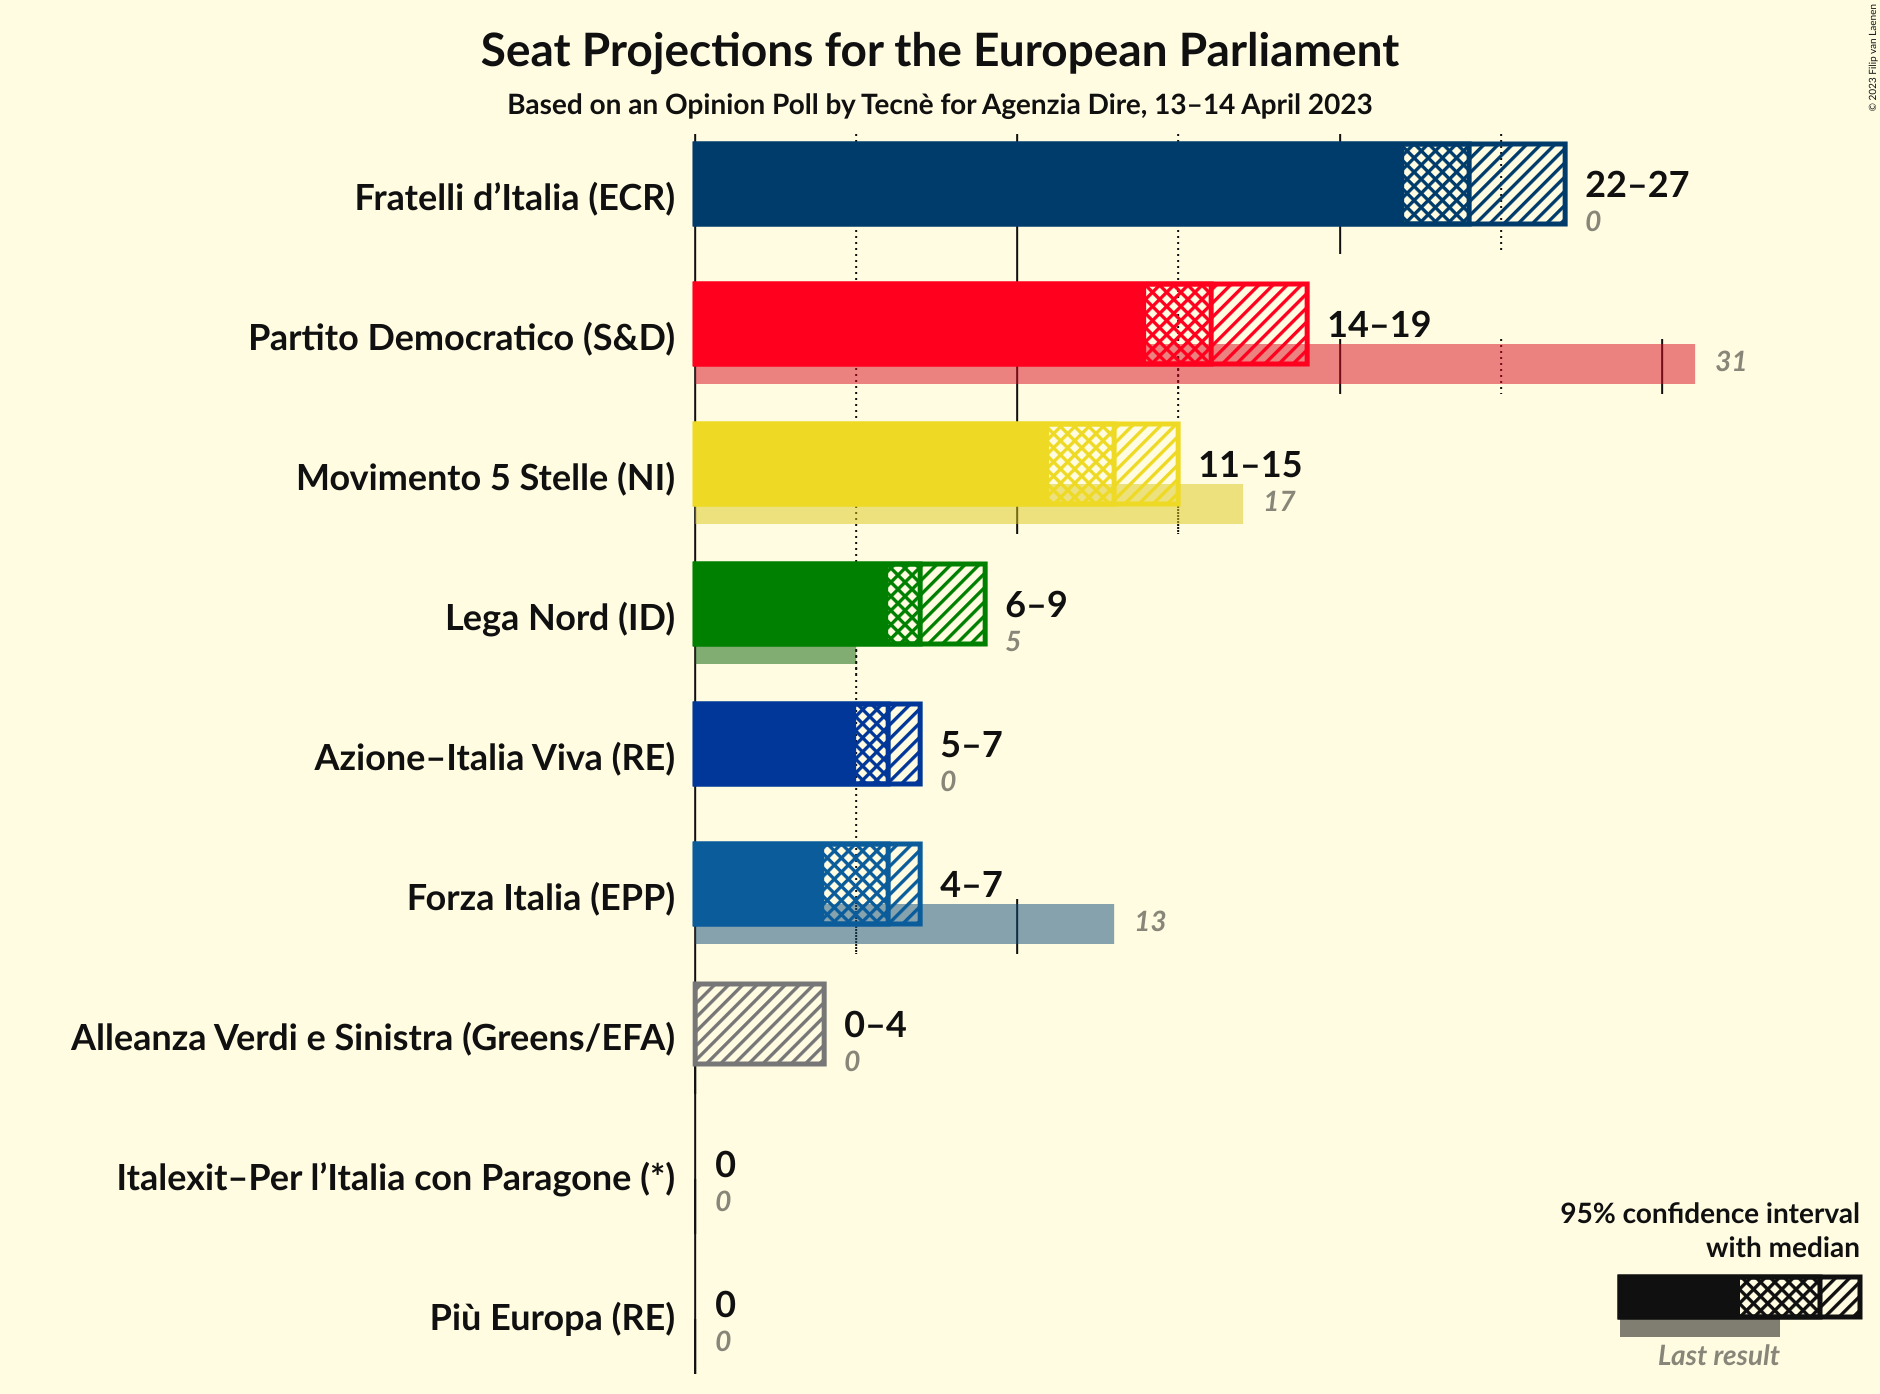 Seat Projections for the European Parliament
Based on an Opinion Poll by Tecnè for Agenzia Dire, 13–14 April 2023
© 2023 Filip van Laenen
Fratelli d’Italia (ECR)
22–27
0
Partito Democratico (S&D)
14–19
31
Movimento 5 Stelle (NI)
11–15
17
Lega Nord (ID)
6–9
5
Azione–Italia Viva (RE)
5–7
0
Forza Italia (EPP)
4–7
13
Alleanza Verdi e Sinistra (Greens/EFA)
0–4
0
Italexit–Per l’Italia con Paragone (*)
0
0
Più Europa (RE)
0
0
95% confidence interval
with median
Last result